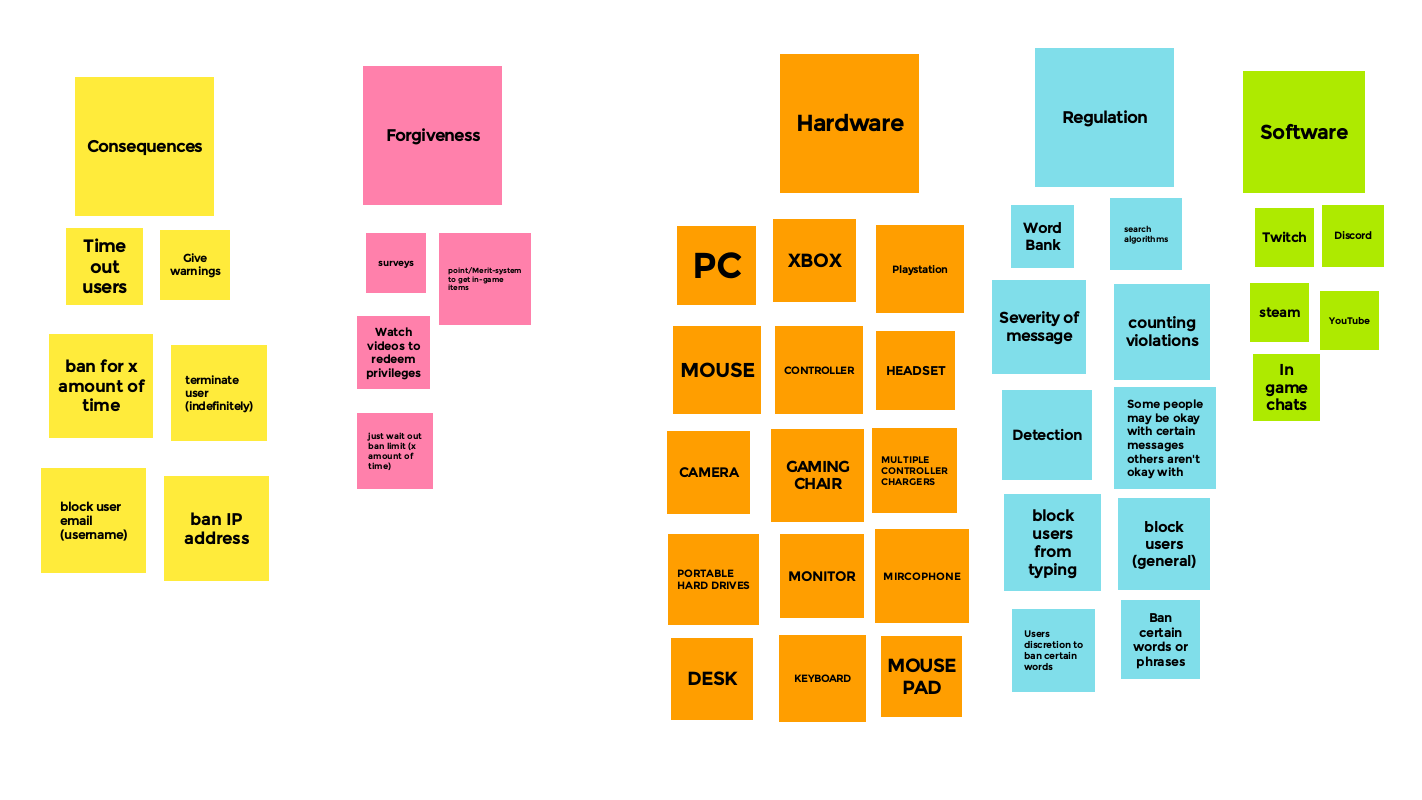 Consequences
Time
out
users
Give
warnings
ban for x
amount of
time
terminate
user
(indefinitely)
block user
email
(username)
ban IP
address
Forgiveness
surveys
point/Merit-system
to get in-game
items
Watch
videos to
redeem
privileges
just wait out
ban limit (x
amount of
time)
Hardware
PC
XBOX
Playstation
MOUSE
CONTROLLER
HEADSET
CAMERA
GAMING
CHAIR
MULTIPLE
CONTROLLER
CHARGERS
PORTABLE
HARD DRIVES
MONITOR
MIRCOPHONE
DESK
KEYBOARD
MOUSE
PAD
Regulation
Word
Bank
search
algorithms
Severity of
message
counting
violations
Detection
Some people
may be okay
with certain
messages
others aren't
okay with
block
users
from
typing
block
users
(general)
Users
discretion to
ban certain
words
Ban
certain
words or
phrases
Software
Twitch
Discord
steam
YouTube
In
game
chats